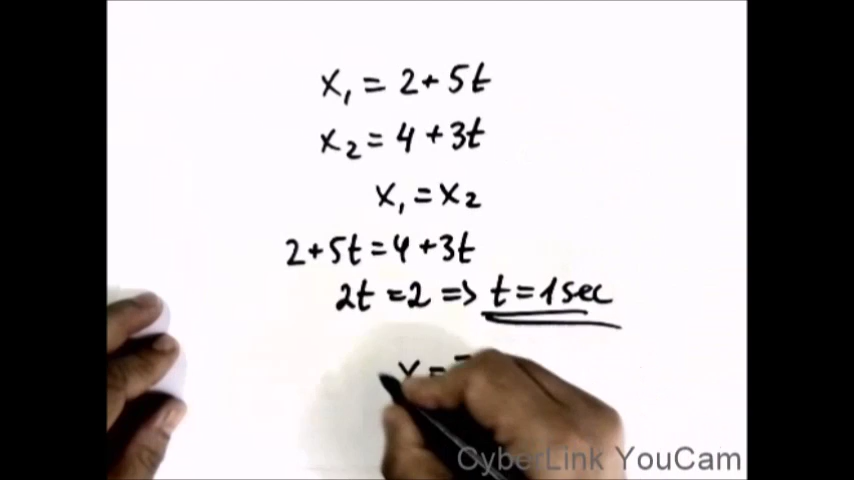 x₁ = 2 + 5t
x₂ = 4 + 3t
x₁ = x₂
2 + 5t = 4 + 3t
2t = 2 => t = 1 sec
x =
CyberLink YouCam